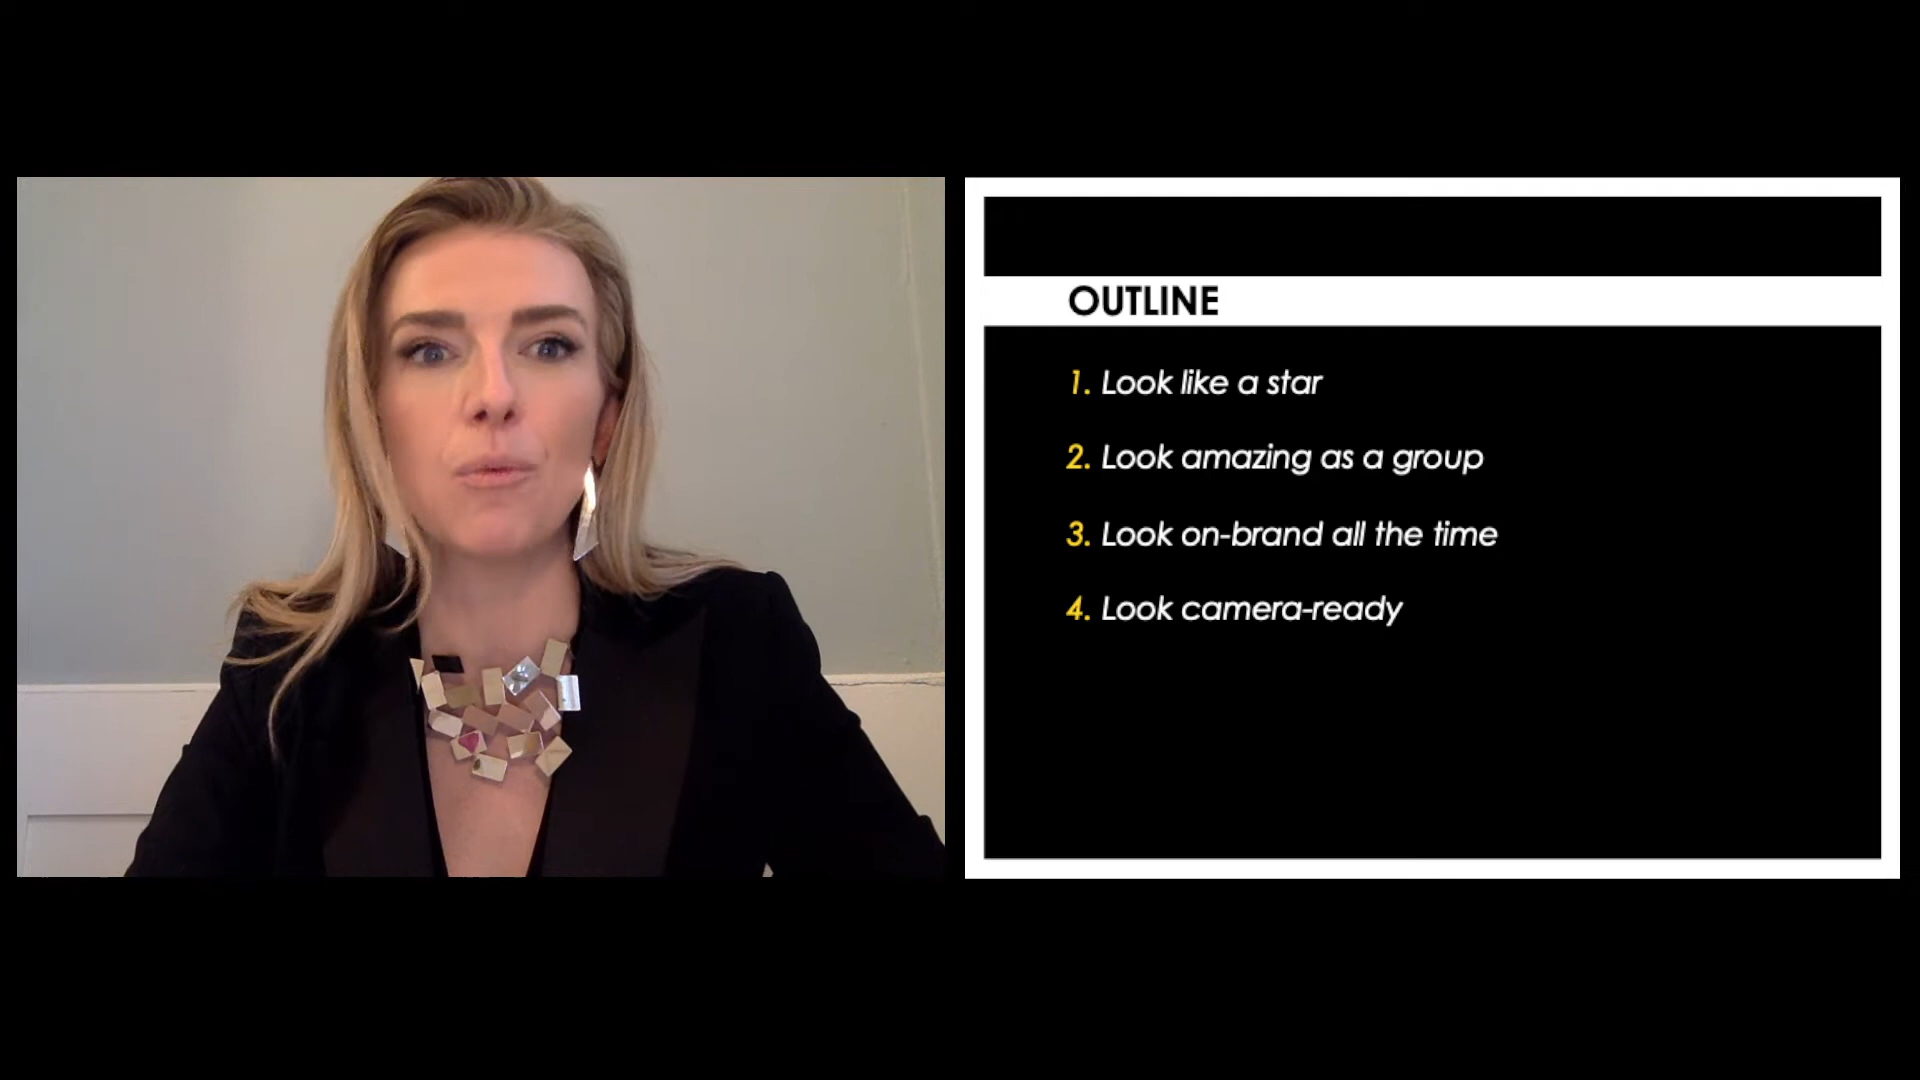 OUTLINE
1. Look like a star
2. Look amazing as a group
3. Look on-brand all the time
4. Look camera-ready